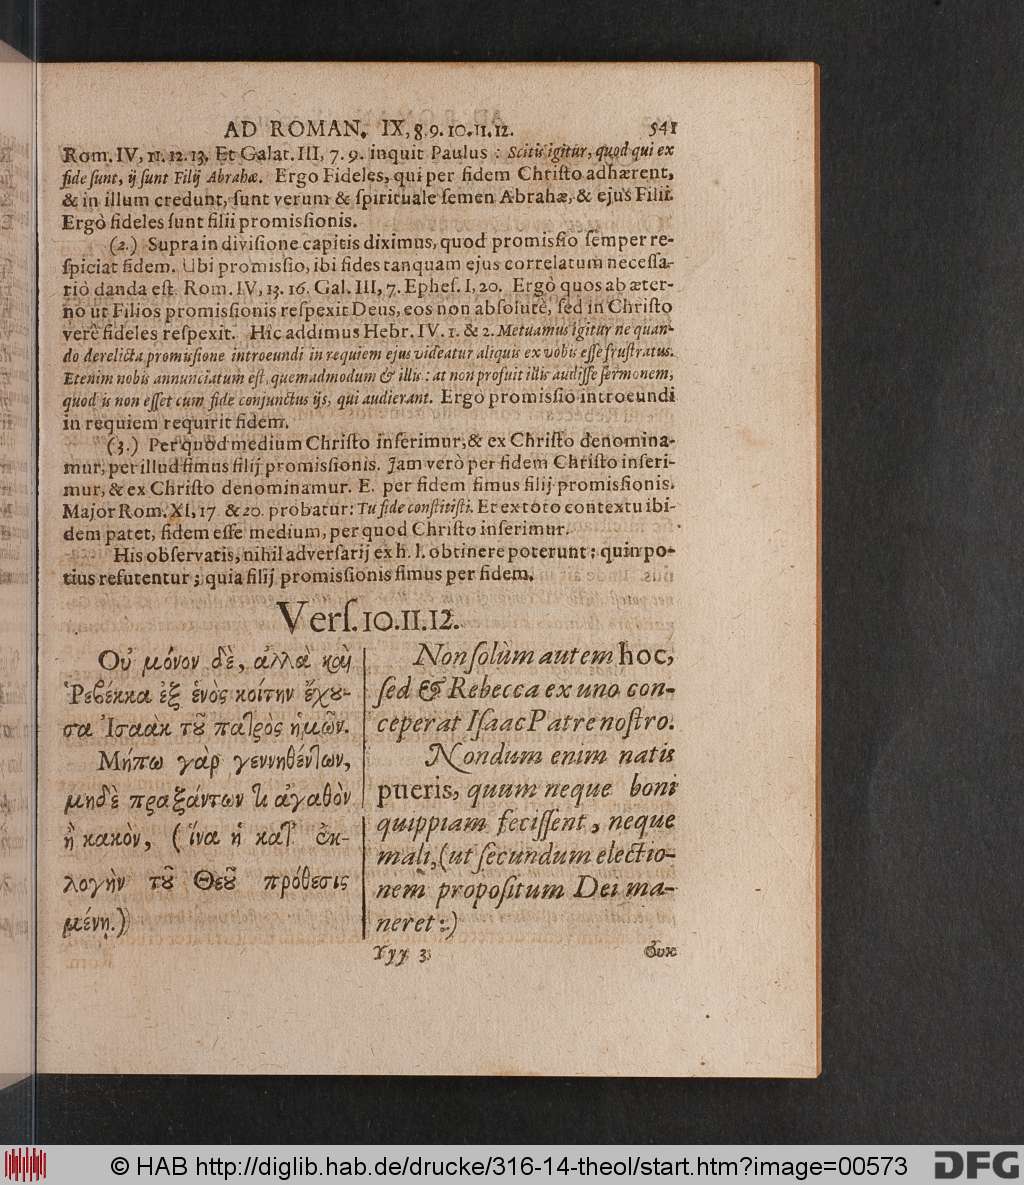 AD ROMAN. IX, 8. 9. 10. 11. 12. 541
Rom. IV, 11. 12. 13. Et Galat. III, 7. 9. inquit Paulus : Scitis igitur, quod qui ex
fide ſunt, ij ſunt Filij Abrahæ. Ergo Fideles, qui per fidem Chriſto adhærent,
& in illum credunt, ſunt verum & ſpirituale ſemen Abrahæ, & ejus Filii.
Ergò fideles ſunt filii promisſionis.
(2.) Supra in diviſione capitis diximus, quod promisſio ſemper re-
ſpiciat fidem. Ubi promisſio, ibi fides tanquam ejus correlatum neceſſa-
riò danda eſt. Rom. IV, 13. 16. Gal. III, 7. Epheſ. I, 20. Ergò quos ab æter-
no ut Filios promisſionis reſpexit Deus, eos non abſolutè, ſed in Chriſto
verè fideles reſpexit. Hic addimus Hebr. IV. 1. & 2. Metuamus igitur ne quan-
do derelicta promisſione introeundi in requiem ejus videatur aliquis ex vobis eſſe fruſtratus.
Etenim nobis annunciatum eſt, quemadmodum & illis : at non profuit illis audiſſe ſermonem,
quod is non eſſet cum fide conjunctus ijs, qui audierant. Ergo promisſio introeundi
in requiem requirit fidem.
(3.) Per quod medium Chriſto inſerimur, & ex Chriſto denomina-
mur, per illud ſimus filij promisſionis. Jam verò per fidem Chriſto inſeri-
mur, & ex Chriſto denominamur. E. per fidem ſimus filij promisſionis.
Major Rom. XI, 17 & 20. probatur: Tu fide conſtitiſti. Et ex toto contextu ibi-
dem patet, fidem eſſe medium, per quod Chriſto inſerimur.
His obſervatis, nihil adverſarij ex h. l. obtinere poterunt ; quin po-
tius refutentur ; quia filij promisſionis ſimus per fidem.
Verſ. 10. 11. 12.
Οὐ μόνον δὲ, ἀλλὰ καὶ
Ῥεβέκκα ἐξ ἑνὸς κοίτην ἔχου-
σα Ἰσαὰκ τοῦ πατρὸς ἡμῶν.
Μήπω γὰρ γεννηθέντων,
μηδὲ πραξάντων τι ἀγαθὸν
ἢ κακὸν, (ἵνα ἡ κατ' ἐκ-
λογὴν τοῦ Θεοῦ πρόθεσις
μένῃ.)
Non ſolùm autem hoc,
ſed & Rebecca ex uno con-
ceperat Iſaac Patre noſtro.
Nondum enim natis
pueris, quum neque boni
quippiam feciſſent, neque
mali, (ut ſecundum electio-
nem propoſitum Dei ma-
neret :)
Yyy 3 Οὐκ
© HAB http://diglib.hab.de/drucke/316-14-theol/start.htm?image=00573
DFG